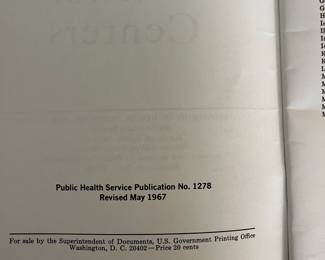 Public Health Service Publication No. 1278
Revised May 1967
For sale by the Superintendent of Documents, U.S. Government Printing Office
Washington, D. C. 20402—Price 20 cents